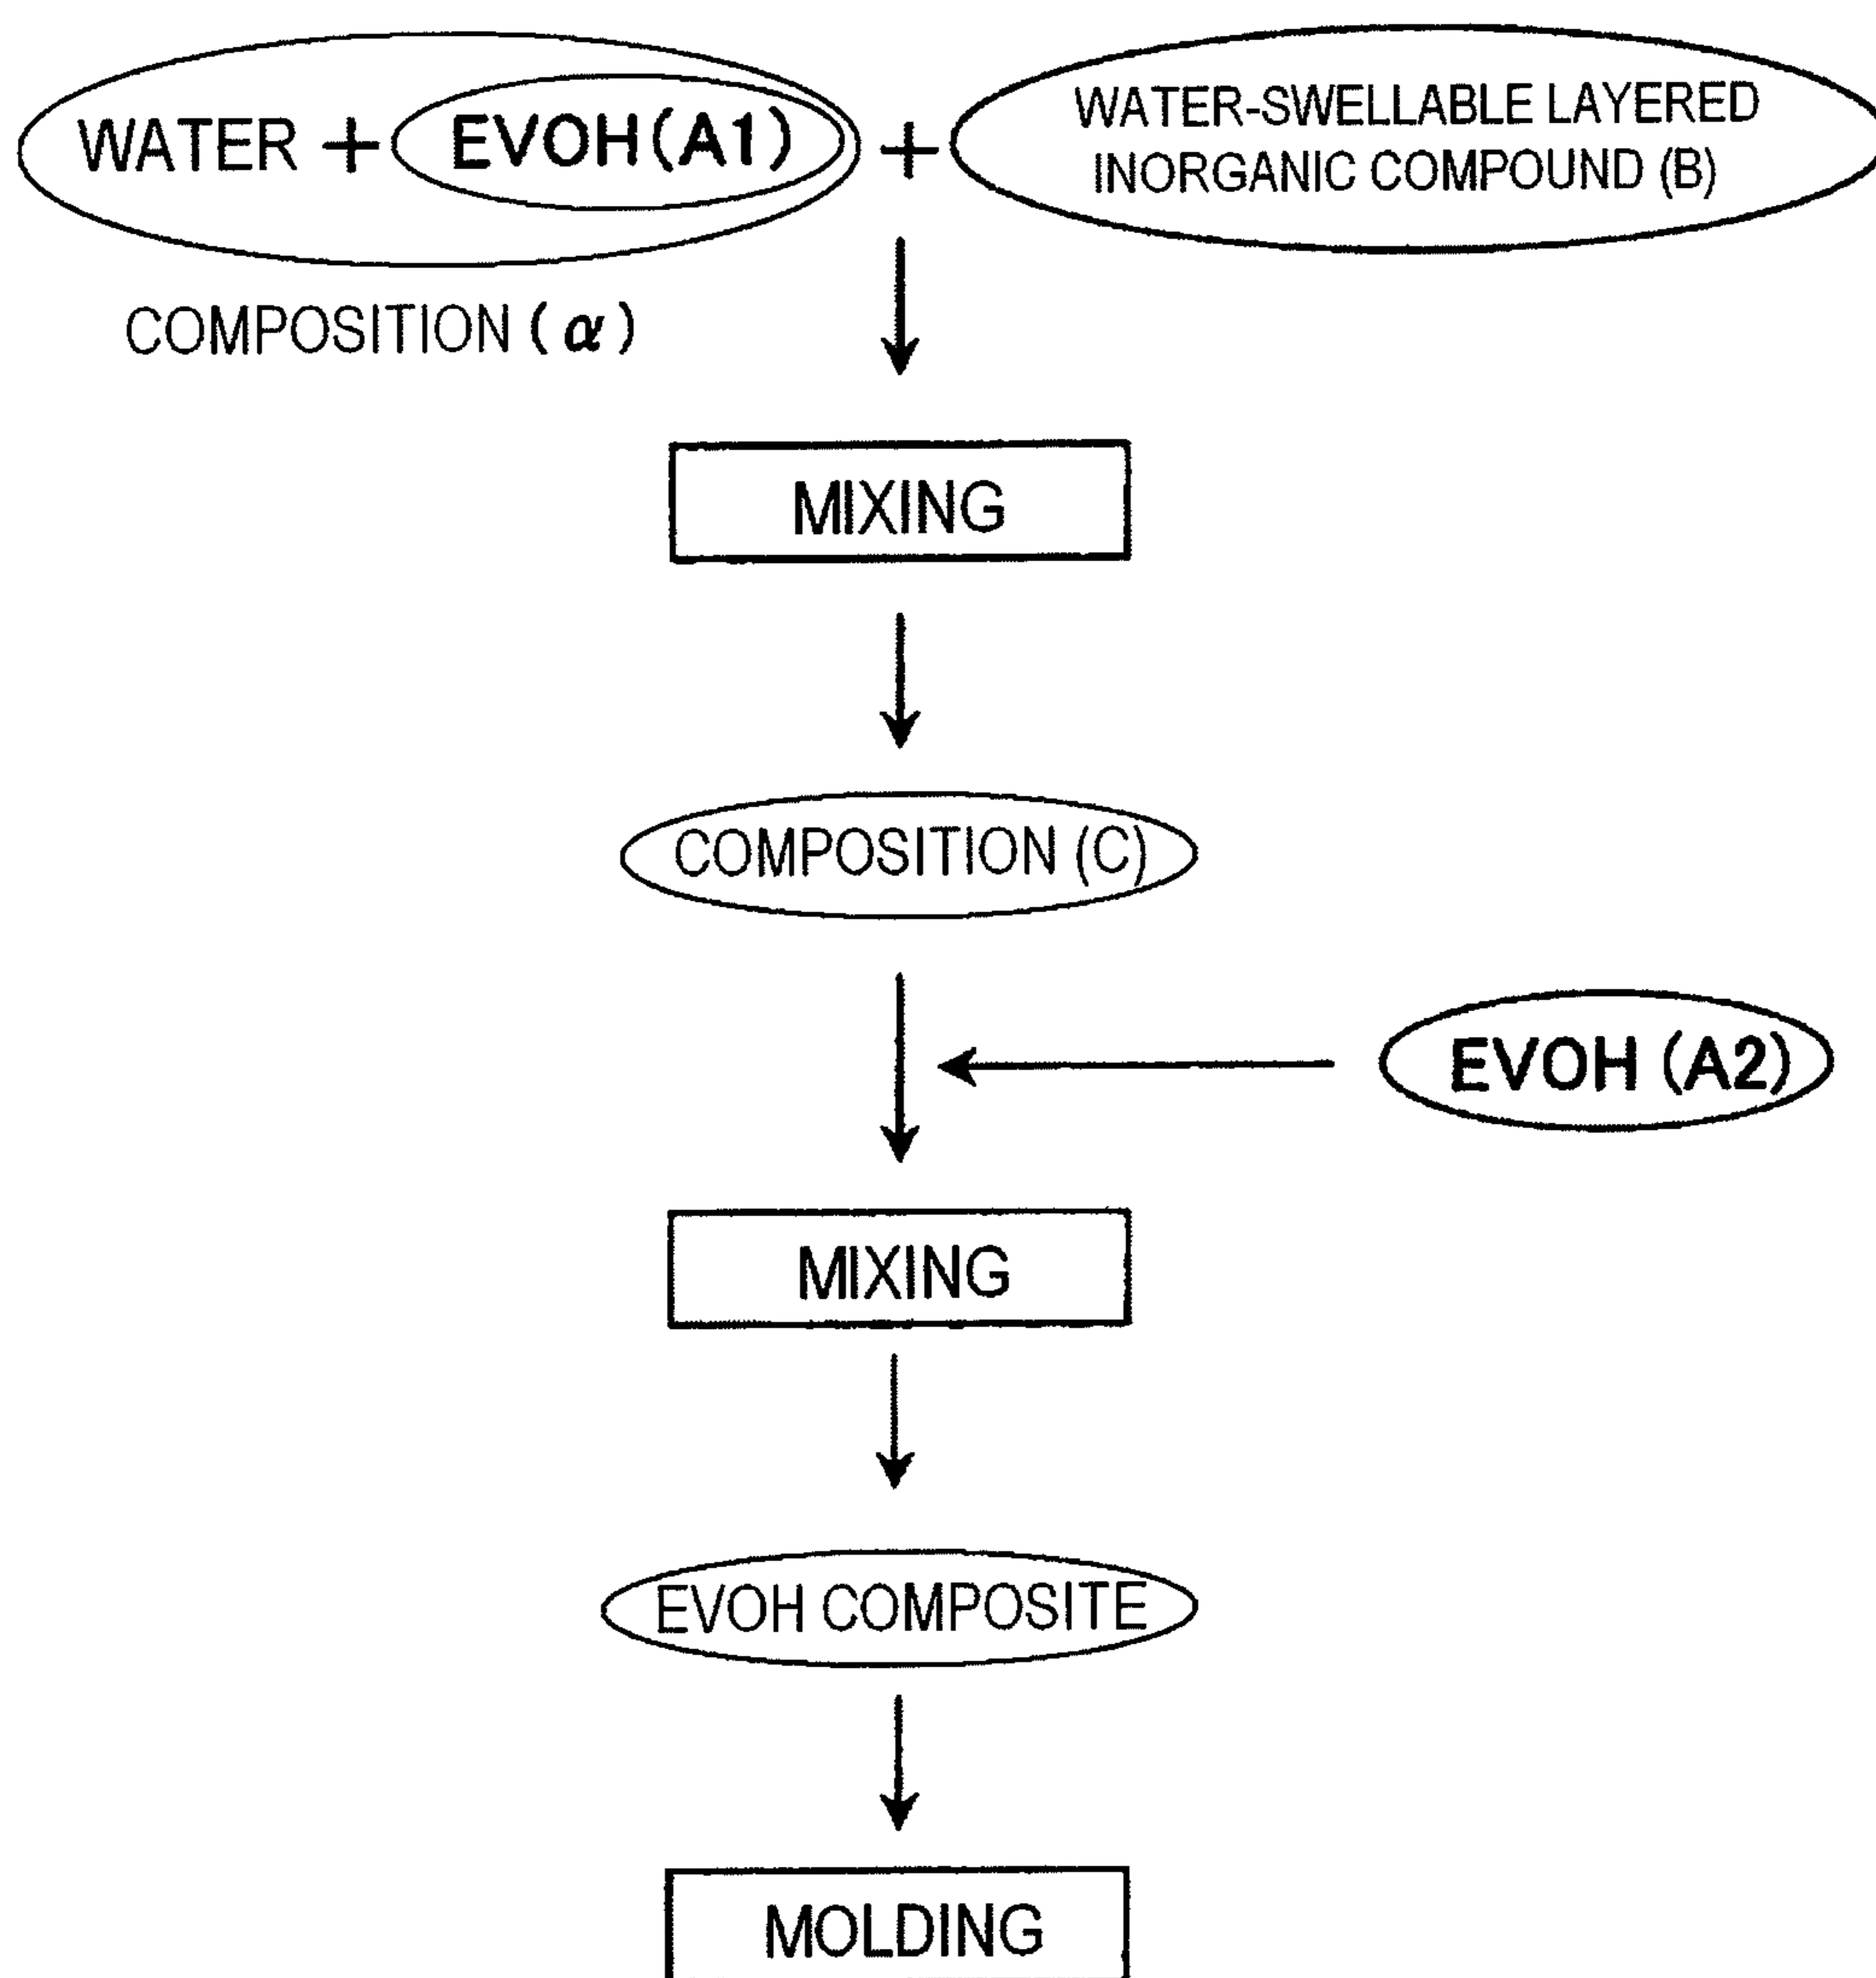 WATER + EVOH(A1) + WATER-SWELLABLE LAYERED
INORGANIC COMPOUND (B)
COMPOSITION (α)
MIXING
COMPOSITION (C)
EVOH (A2)
MIXING
EVOH COMPOSITE
MOLDING